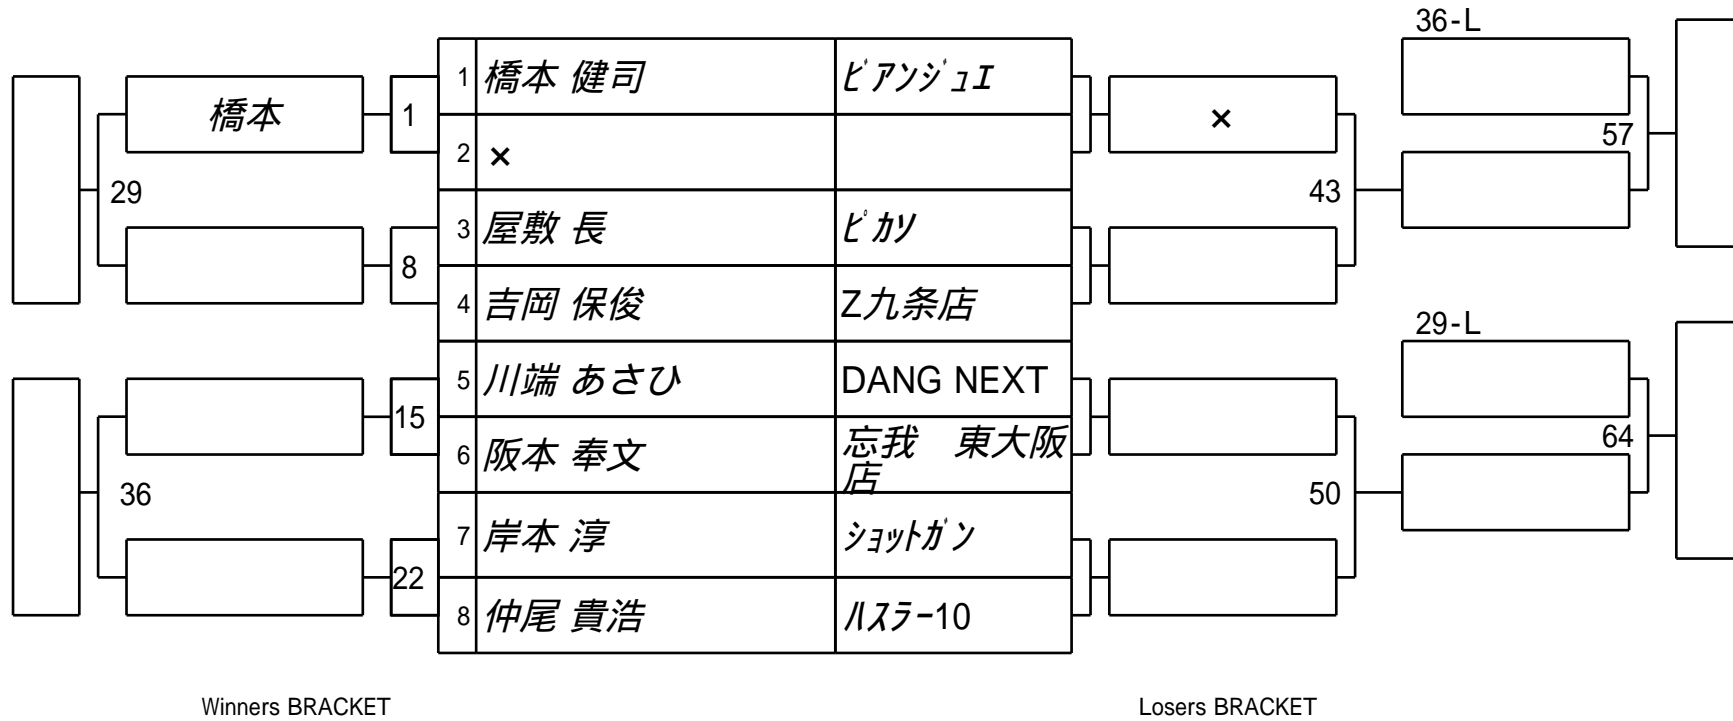 36-L
1 橋本 健司 ﾋﾞｱﾝｼﾞｭｴ
橋本 1 ×
2 × 57
29 43
3 屋敷 長 ﾋﾟｶｿ
8
4 吉岡 保俊 Z九条店
29-L
5 川端 あさひ DANG NEXT
15
6 阪本 奉文 忘我　東大阪
店
64
36 50
7 岸本 淳 ｼｮｯﾄｶﾞﾝ
22
8 仲尾 貴浩 ﾊｽﾗｰ10
Winners BRACKET Losers BRACKET